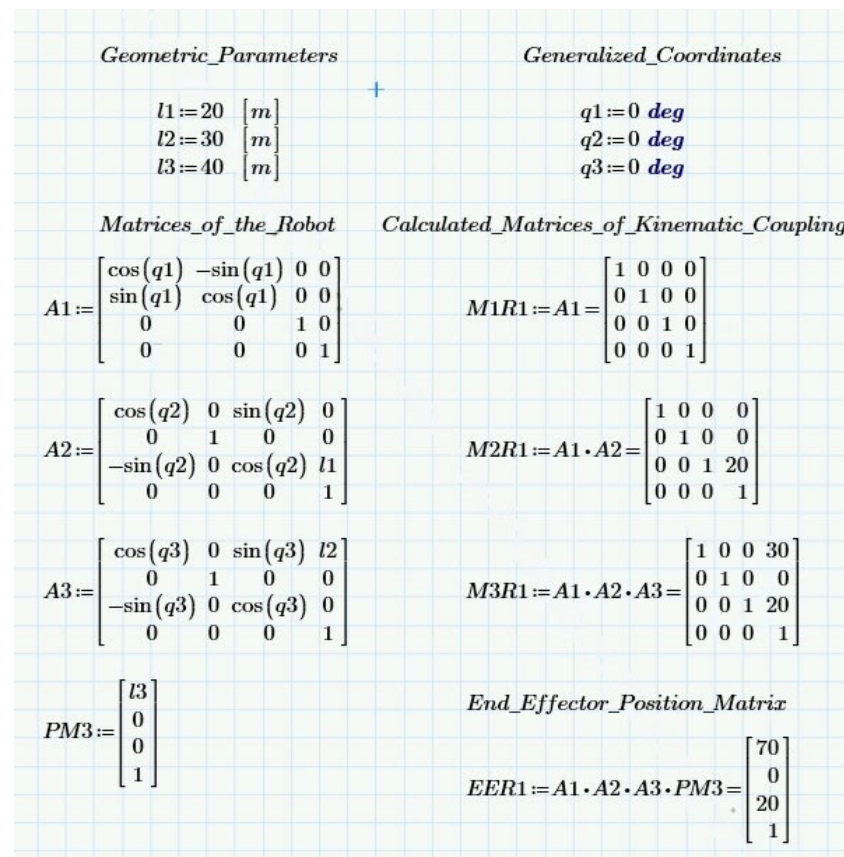 Geometric_Parameters
Generalized_Coordinates
l1:=20 [m]
l2:=30 [m]
l3:=40 [m]
q1:=0 deg
q2:=0 deg
q3:=0 deg
Matrices_of_the_Robot
Calculated_Matrices_of_Kinematic_Coupling
A1:=
cos(q1) −sin(q1) 0 0
sin(q1) cos(q1) 0 0
0 0 1 0
0 0 0 1
M1R1:=A1=
1 0 0 0
0 1 0 0
0 0 1 0
0 0 0 1
A2:=
cos(q2) 0 sin(q2) 0
0 1 0 0
−sin(q2) 0 cos(q2) l1
0 0 0 1
M2R1:=A1·A2=
1 0 0 0
0 1 0 0
0 0 1 20
0 0 0 1
A3:=
cos(q3) 0 sin(q3) l2
0 1 0 0
−sin(q3) 0 cos(q3) 0
0 0 0 1
M3R1:=A1·A2·A3=
1 0 0 30
0 1 0 0
0 0 1 20
0 0 0 1
PM3:=
l3
0
0
1
End_Effector_Position_Matrix
EER1:=A1·A2·A3·PM3=
70
0
20
1